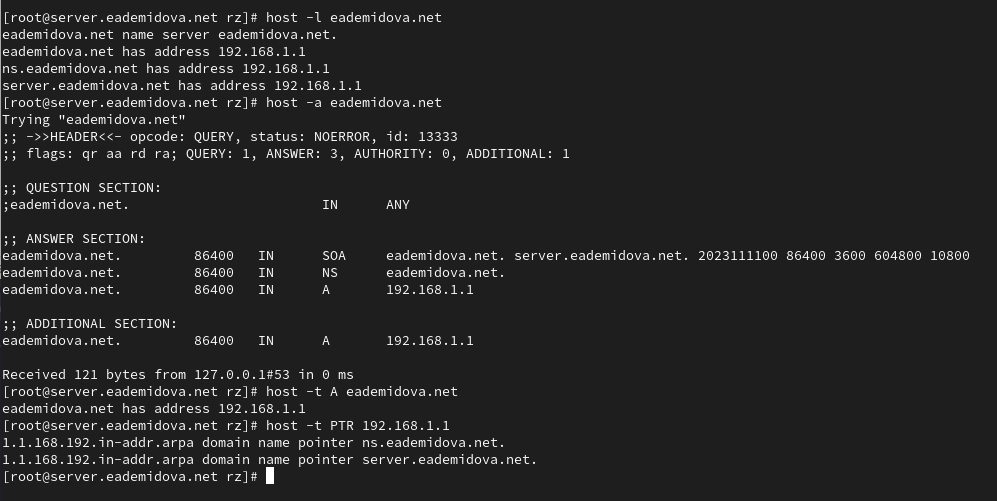 [root@server.eademidova.net rz]# host -l eademidova.net
eademidova.net name server eademidova.net.
eademidova.net has address 192.168.1.1
ns.eademidova.net has address 192.168.1.1
server.eademidova.net has address 192.168.1.1
[root@server.eademidova.net rz]# host -a eademidova.net
Trying "eademidova.net"
;; ->>HEADER<<- opcode: QUERY, status: NOERROR, id: 13333
;; flags: qr aa rd ra; QUERY: 1, ANSWER: 3, AUTHORITY: 0, ADDITIONAL: 1

;; QUESTION SECTION:
;eademidova.net.                        IN      ANY

;; ANSWER SECTION:
eademidova.net.         86400   IN      SOA     eademidova.net. server.eademidova.net. 2023111100 86400 3600 604800 10800
eademidova.net.         86400   IN      NS      eademidova.net.
eademidova.net.         86400   IN      A       192.168.1.1

;; ADDITIONAL SECTION:
eademidova.net.         86400   IN      A       192.168.1.1

Received 121 bytes from 127.0.0.1#53 in 0 ms
[root@server.eademidova.net rz]# host -t A eademidova.net
eademidova.net has address 192.168.1.1
[root@server.eademidova.net rz]# host -t PTR 192.168.1.1
1.1.168.192.in-addr.arpa domain name pointer ns.eademidova.net.
1.1.168.192.in-addr.arpa domain name pointer server.eademidova.net.
[root@server.eademidova.net rz]#